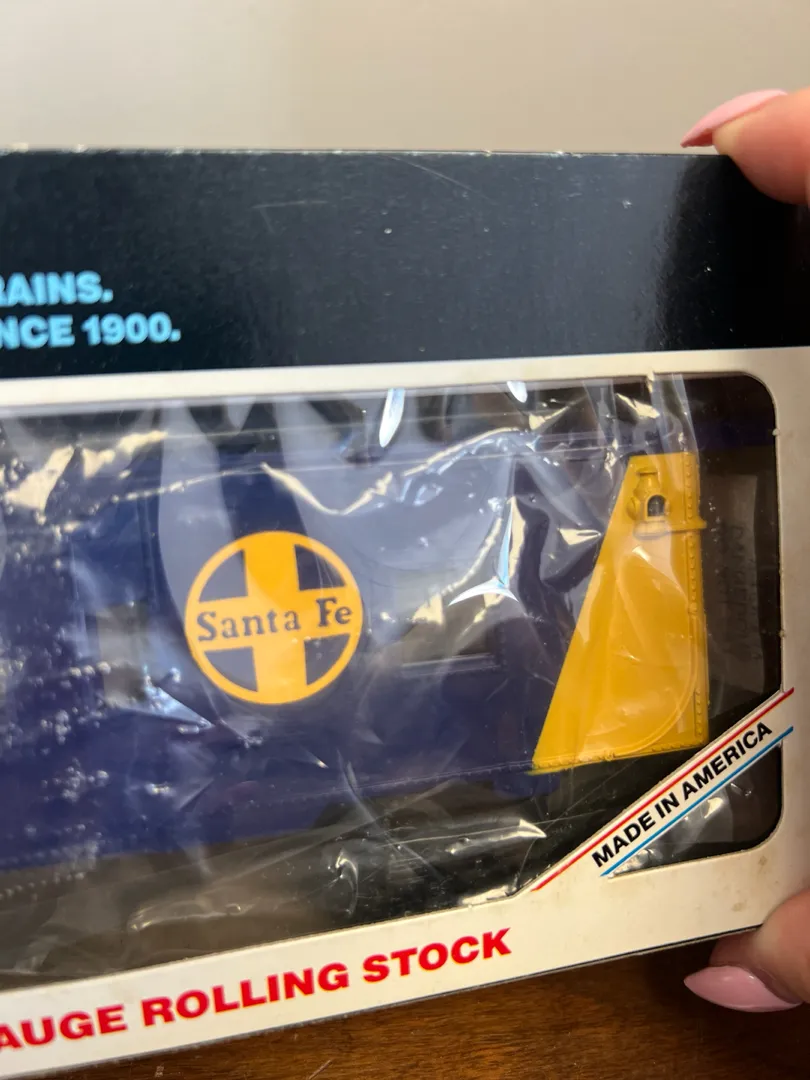 RAINS.
NCE 1900.
Santa Fe
MADE IN AMERICA
AUGE ROLLING STOCK